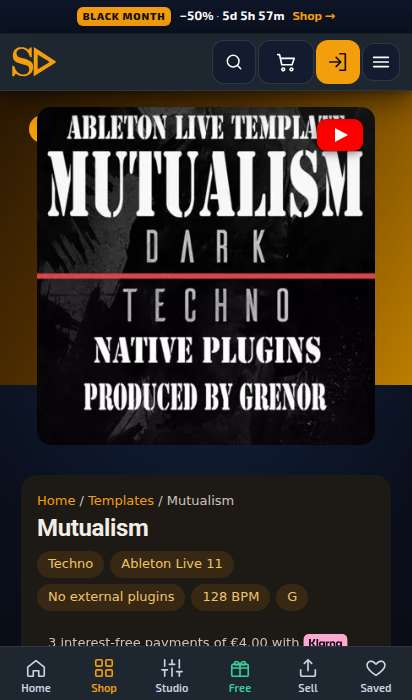 BLACK MONTH −50% · 5d 5h 57m Shop →
S
ABLETON LIVE TEMPLATE
MUTUALISM
DARK
TECHNO
NATIVE PLUGINS
PRODUCED BY GRENOR
Home / Templates / Mutualism
Mutualism
Techno Ableton Live 11
No external plugins 128 BPM G
3 interest-free payments of €4.00 with Klarna
Home Shop Studio Free Sell Saved